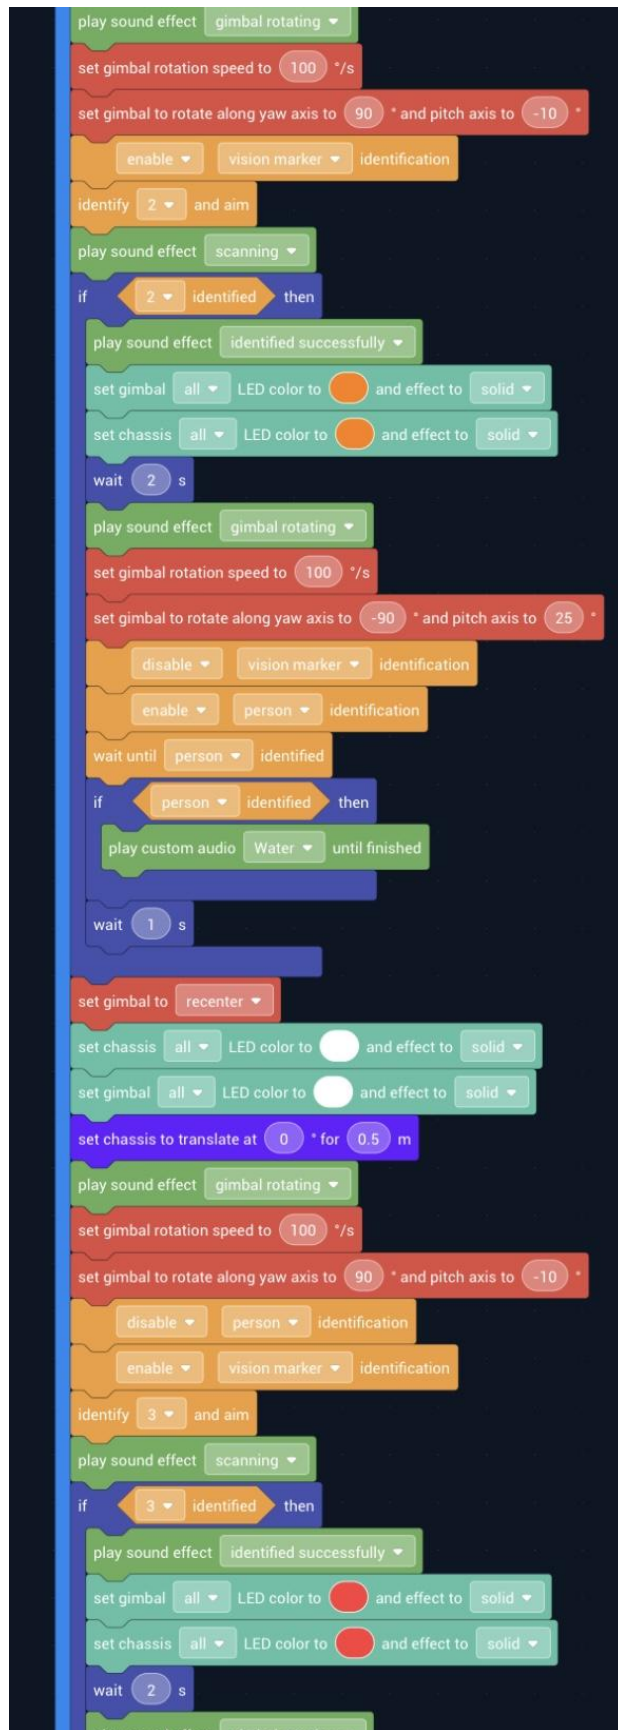 play sound effect gimbal rotating
set gimbal rotation speed to 100 °/s
set gimbal to rotate along yaw axis to 90 ° and pitch axis to -10 °
enable vision marker identification
identify 2 and aim
play sound effect scanning
if 2 identified then
play sound effect identified successfully
set gimbal all LED color to and effect to solid
set chassis all LED color to and effect to solid
wait 2 s
play sound effect gimbal rotating
set gimbal rotation speed to 100 °/s
set gimbal to rotate along yaw axis to -90 ° and pitch axis to 25 °
disable vision marker identification
enable person identification
wait until person identified
if person identified then
play custom audio Water until finished
wait 1 s
set gimbal to recenter
set chassis all LED color to and effect to solid
set gimbal all LED color to and effect to solid
set chassis to translate at 0 ° for 0.5 m
play sound effect gimbal rotating
set gimbal rotation speed to 100 °/s
set gimbal to rotate along yaw axis to 90 ° and pitch axis to -10 °
disable person identification
enable vision marker identification
identify 3 and aim
play sound effect scanning
if 3 identified then
play sound effect identified successfully
set gimbal all LED color to and effect to solid
set chassis all LED color to and effect to solid
wait 2 s